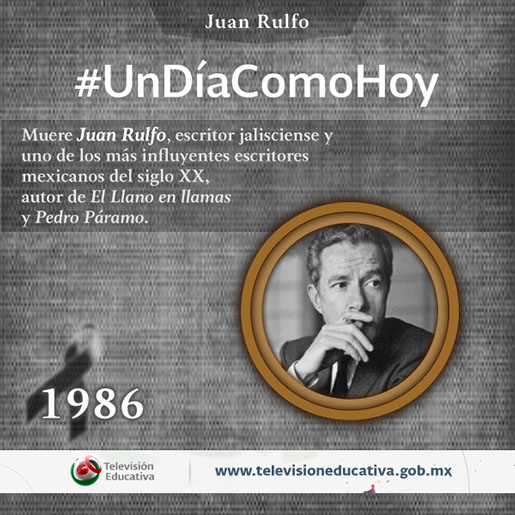 Juan Rulfo
#UnDíaComoHoy
Muere Juan Rulfo, escritor jalisciense y
uno de los más influyentes escritores
mexicanos del siglo XX,
autor de El Llano en llamas
y Pedro Páramo.
1986
Televisión
Educativa
www.televisioneducativa.gob.mx